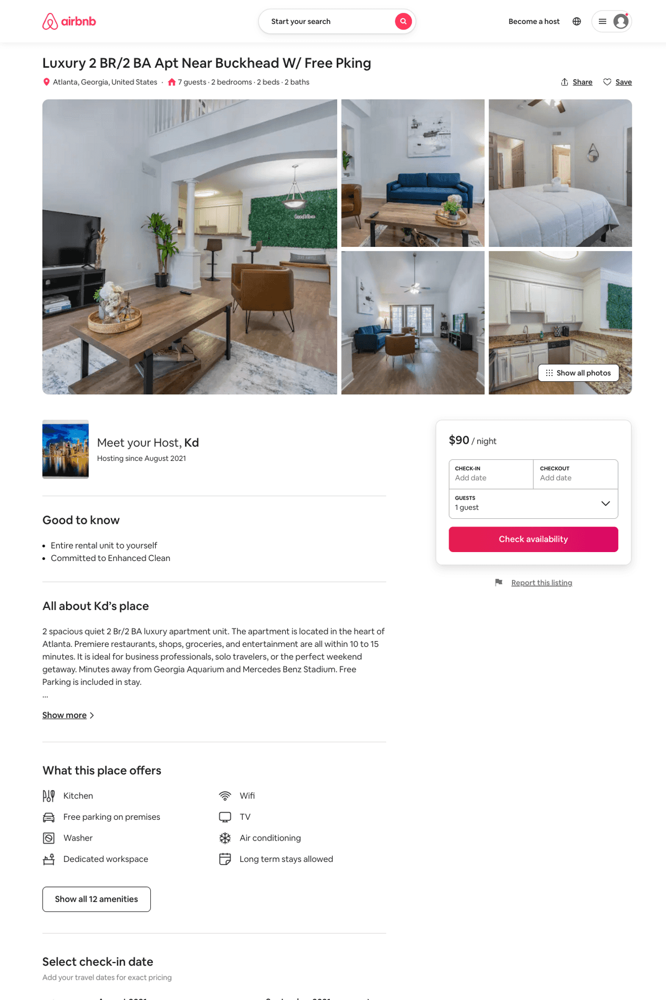 airbnb
Start your search
Become a host
Luxury 2 BR/2 BA Apt Near Buckhead W/ Free Pking
Atlanta, Georgia, United States · 7 guests · 2 bedrooms · 2 beds · 2 baths
Share
Save
Good Vibes
Show all photos
Meet your Host, Kd
Hosting since August 2021
$90 / night
CHECK-IN
Add date
CHECKOUT
Add date
GUESTS
1 guest
Check availability
Report this listing
Good to know
• Entire rental unit to yourself
• Committed to Enhanced Clean
All about Kd’s place
2 spacious quiet 2 Br/2 BA luxury apartment unit. The apartment is located in the heart of
Atlanta. Premiere restaurants, shops, groceries, and entertainment are all within 10 to 15
minutes. It is ideal for business professionals, solo travelers, or the perfect weekend
getaway. Minutes away from Georgia Aquarium and Mercedes Benz Stadium. Free
Parking is included in stay.
...
Show more
What this place offers
Kitchen
Wifi
Free parking on premises
TV
Washer
Air conditioning
Dedicated workspace
Long term stays allowed
Show all 12 amenities
Select check-in date
Add your travel dates for exact pricing
August 2021
September 2021